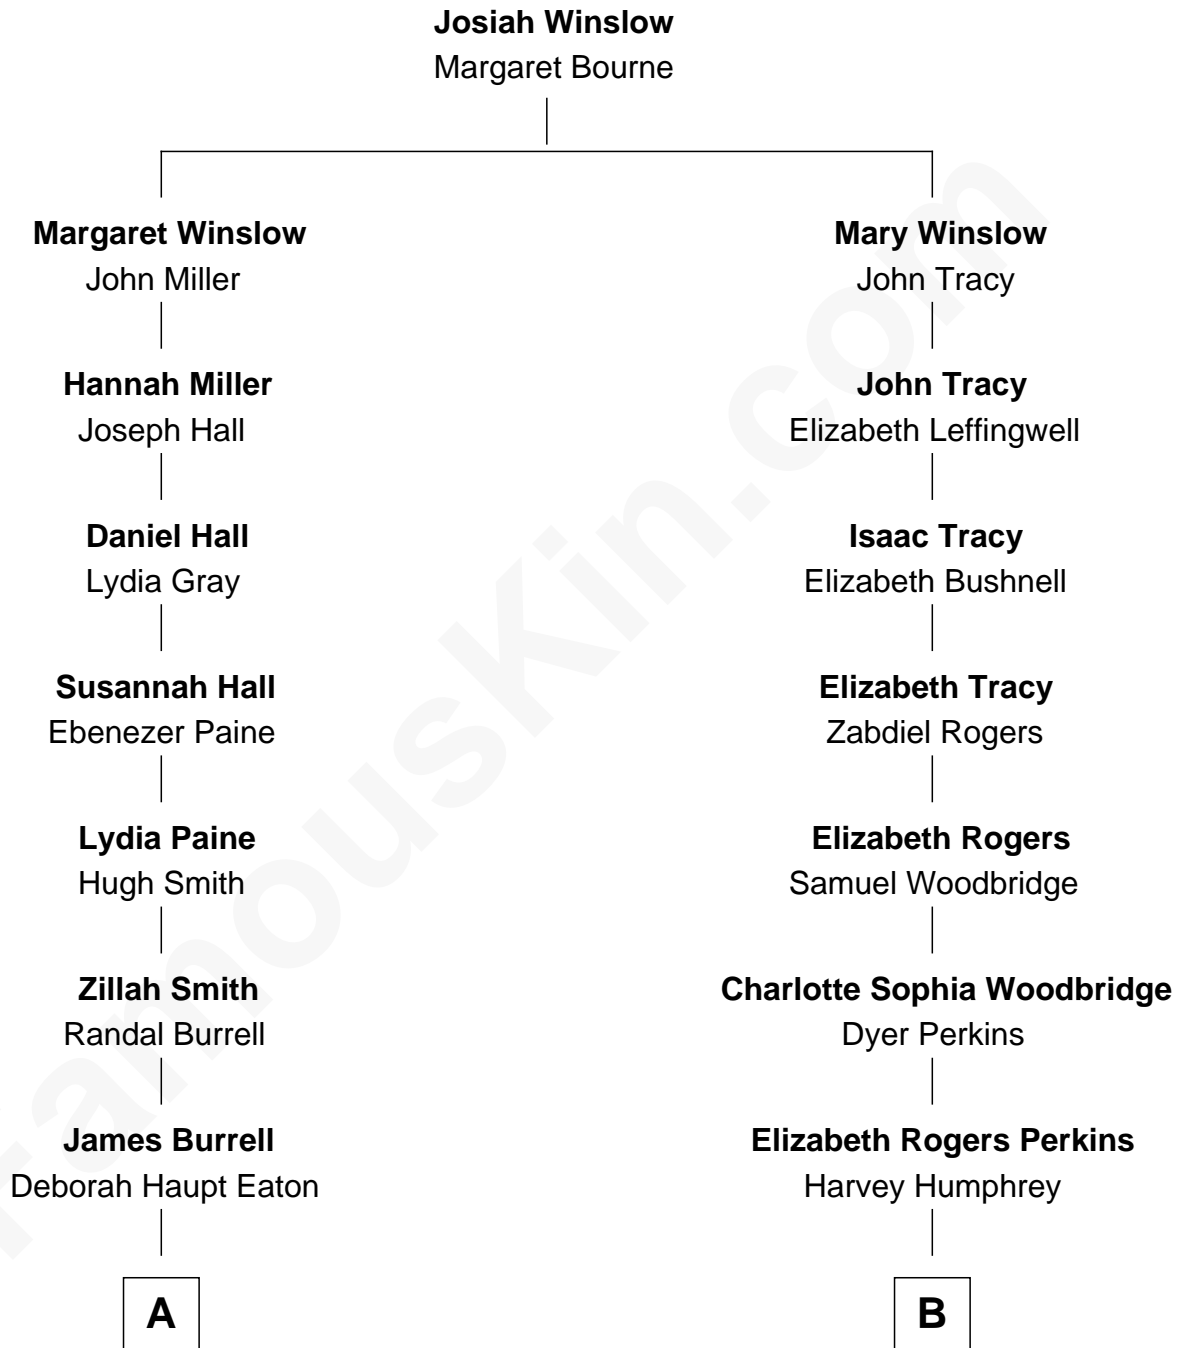 Josiah Winslow
Margaret Bourne
Margaret Winslow
John Miller
Mary Winslow
John Tracy
Hannah Miller
Joseph Hall
John Tracy
Elizabeth Leffingwell
Daniel Hall
Lydia Gray
Isaac Tracy
Elizabeth Bushnell
Susannah Hall
Ebenezer Paine
Elizabeth Tracy
Zabdiel Rogers
Lydia Paine
Hugh Smith
Elizabeth Rogers
Samuel Woodbridge
Zillah Smith
Randal Burrell
Charlotte Sophia Woodbridge
Dyer Perkins
James Burrell
Deborah Haupt Eaton
Elizabeth Rogers Perkins
Harvey Humphrey
A
B
FamousKin.com